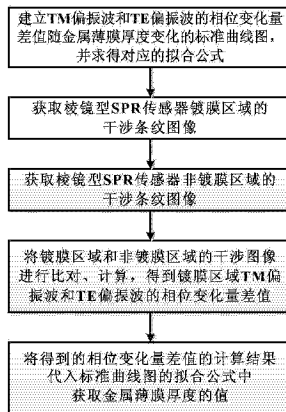 建立TM偏振波和TE偏振波的相位变化量
差值随金属薄膜厚度变化的标准曲线图,
并求得对应的拟合公式
获取棱镜型SPR传感器镀膜区域的
干涉条纹图像
获取棱镜型SPR传感器非镀膜区域的
干涉条纹图像
将镀膜区域和非镀膜区域的干涉图像
进行比对、计算，得到镀膜区域TM偏
振波和TE偏振波的相位变化量差值
将得到的相位变化量差值的计算结果
代入标准曲线图的拟合公式中
获取金属薄膜厚度的值